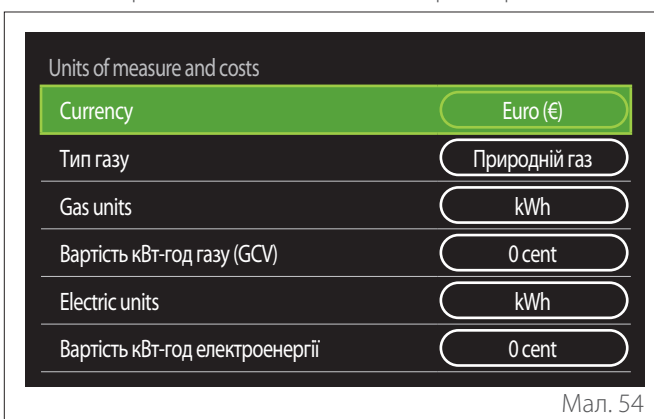 Units of measure and costs
Currency Euro (€)
Тип газу Природній газ
Gas units kWh
Вартість кВт-год газу (GCV) 0 cent
Electric units kWh
Вартість кВт-год електроенергії 0 cent
Мал. 54